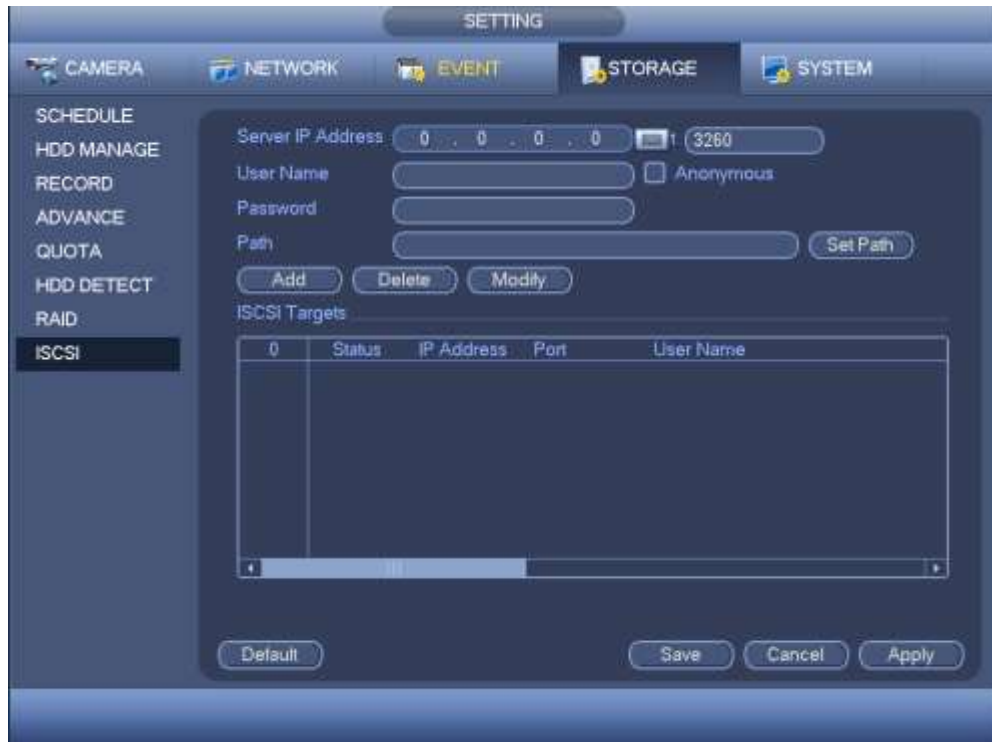 SETTING
CAMERA NETWORK EVENT STORAGE SYSTEM
SCHEDULE
HDD MANAGE
RECORD
ADVANCE
QUOTA
HDD DETECT
RAID
ISCSI
Server IP Address 0 . 0 . 0 . 0 3260
User Name Anonymous
Password
Path Set Path
Add Delete Modify
ISCSI Targets
0 Status IP Address Port User Name
Default Save Cancel Apply